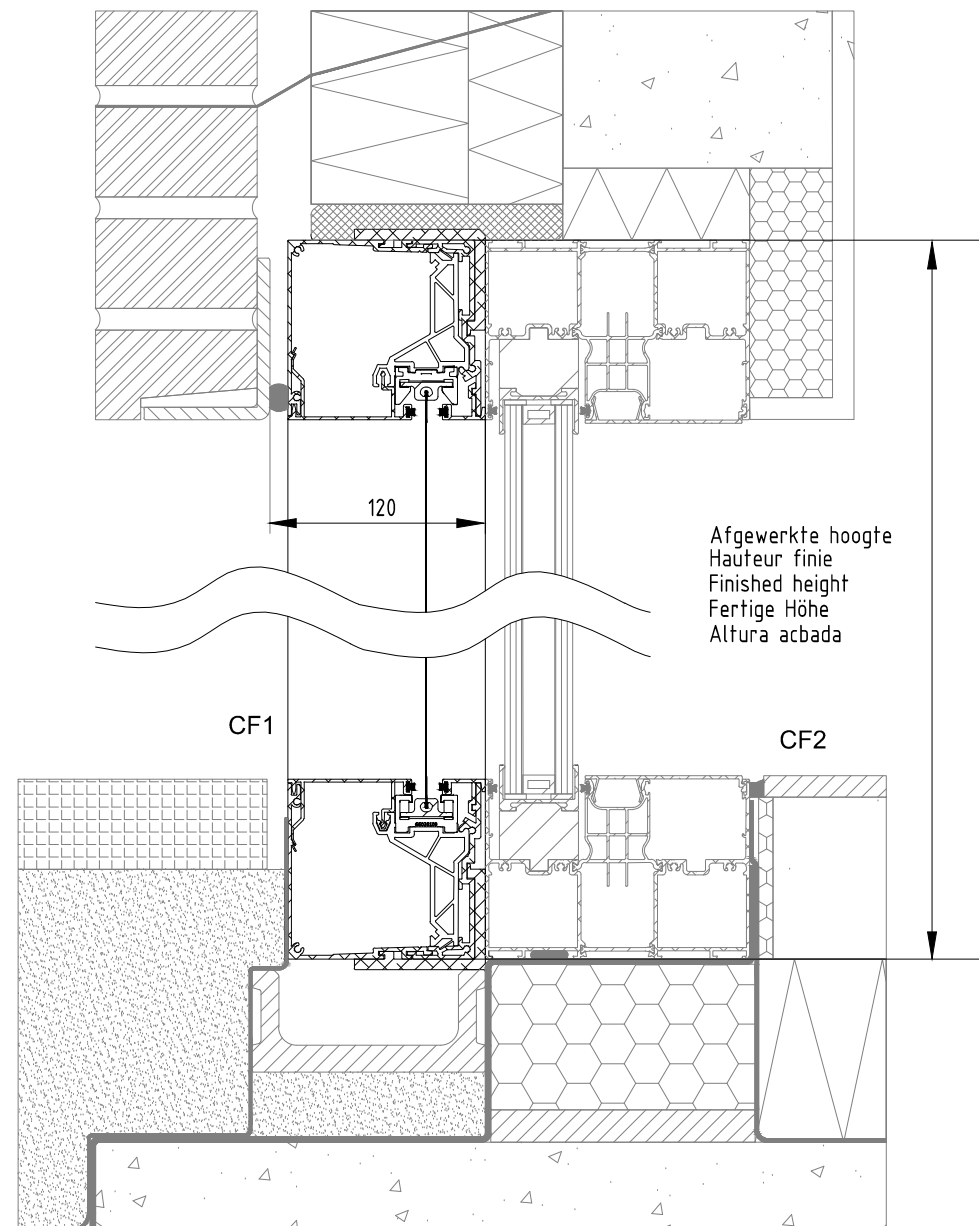 120
Afgewerkte hoogte
Hauteur finie
Finished height
Fertige Höhe
Altura acbada
CF1
CF2